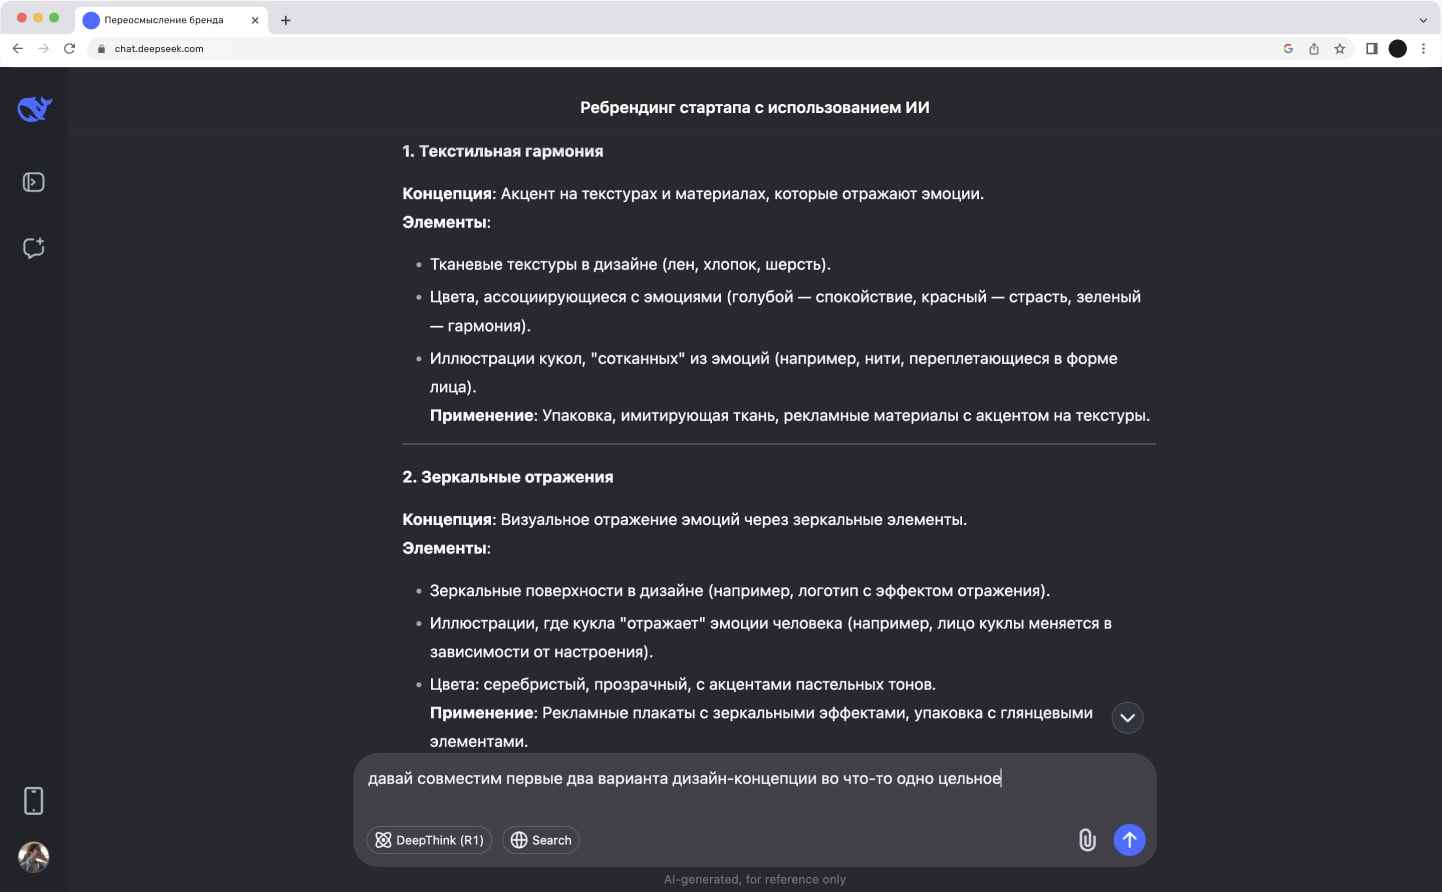 Переосмысление бренда
chat.deepseek.com
Ребрендинг стартапа с использованием ИИ
1. Текстильная гармония
Концепция: Акцент на текстурах и материалах, которые отражают эмоции.
Элементы:
Тканевые текстуры в дизайне (лен, хлопок, шерсть).
Цвета, ассоциирующиеся с эмоциями (голубой — спокойствие, красный — страсть, зеленый
— гармония).
Иллюстрации кукол, "сотканных" из эмоций (например, нити, переплетающиеся в форме
лица).
Применение: Упаковка, имитирующая ткань, рекламные материалы с акцентом на текстуры.
2. Зеркальные отражения
Концепция: Визуальное отражение эмоций через зеркальные элементы.
Элементы:
Зеркальные поверхности в дизайне (например, логотип с эффектом отражения).
Иллюстрации, где кукла "отражает" эмоции человека (например, лицо куклы меняется в
зависимости от настроения).
Цвета: серебристый, прозрачный, с акцентами пастельных тонов.
Применение: Рекламные плакаты с зеркальными эффектами, упаковка с глянцевыми
элементами.
давай совместим первые два варианта дизайн-концепции во что-то одно цельное
DeepThink (R1)
Search
AI-generated, for reference only